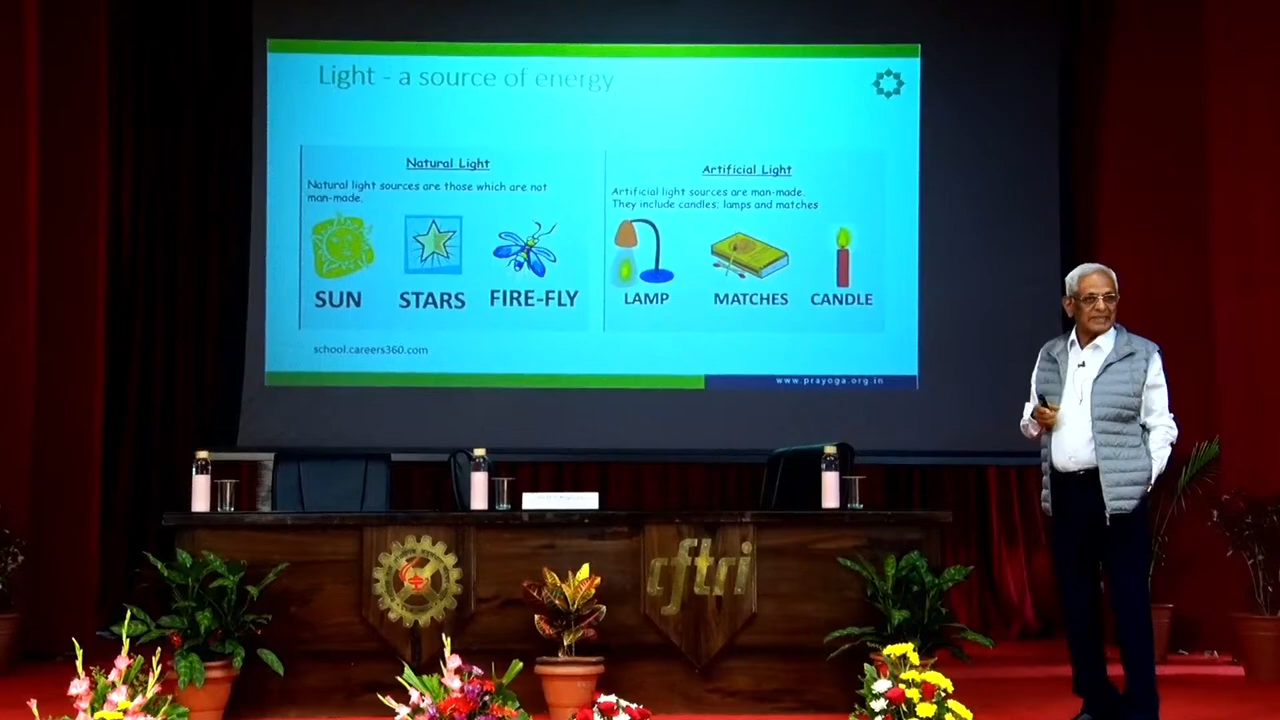 Light - a source of energy
Natural Light
Natural light sources are those which are not
man-made.
SUN
STARS
FIRE-FLY
Artificial Light
Artificial light sources are man-made.
They include candles; lamps and matches
LAMP
MATCHES
CANDLE
school.careers360.com
www.prayoga.org.in
cftri